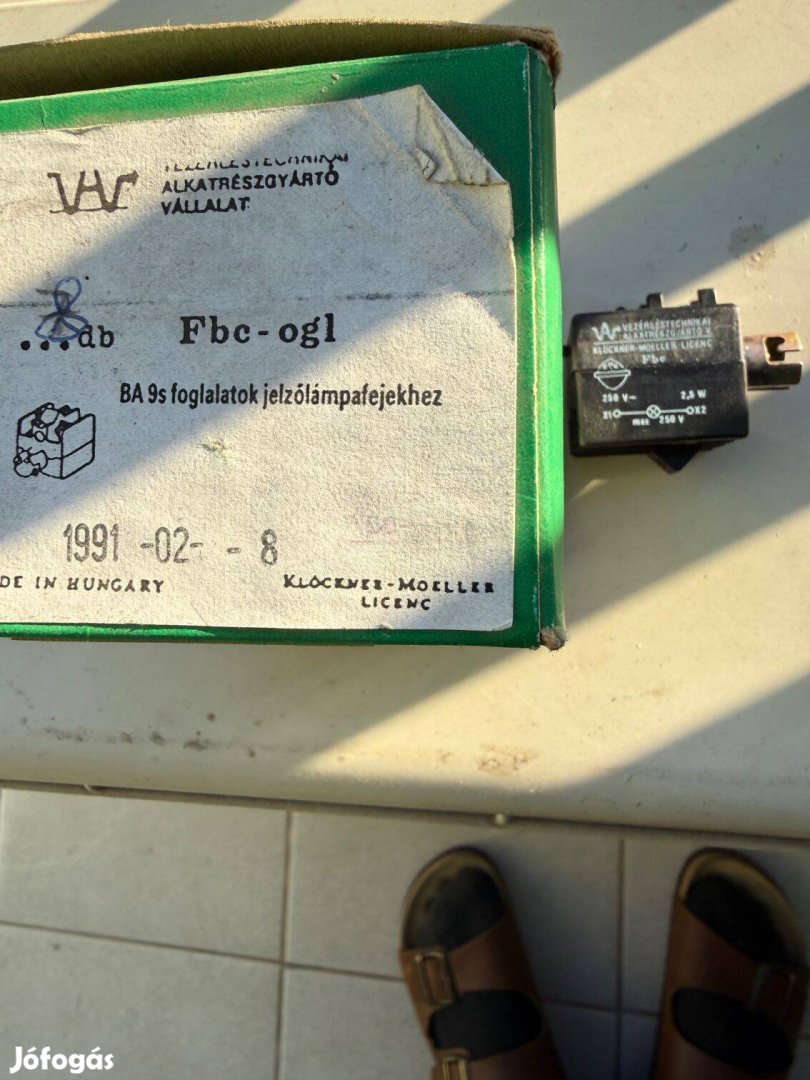 VEZÉRLÉSTECHNIKAI
ALKATRÉSZGYÁRTÓ
VÁLLALAT
...db Fbc-ogl
BA 9s foglalatok jelzőlámpafejekhez
1991 -02- - 8
DE IN HUNGARY
KLÖCKNER-MOELLER
LICENC
VEZÉRLÉSTECHNIKAI
ALKATRÉSZGYÁRTÓ V.
KLÖCKNER-MOELLER LICENC
Fbc
250 V~ 2,5 W
X1 X2
max 250 V
Jófogás